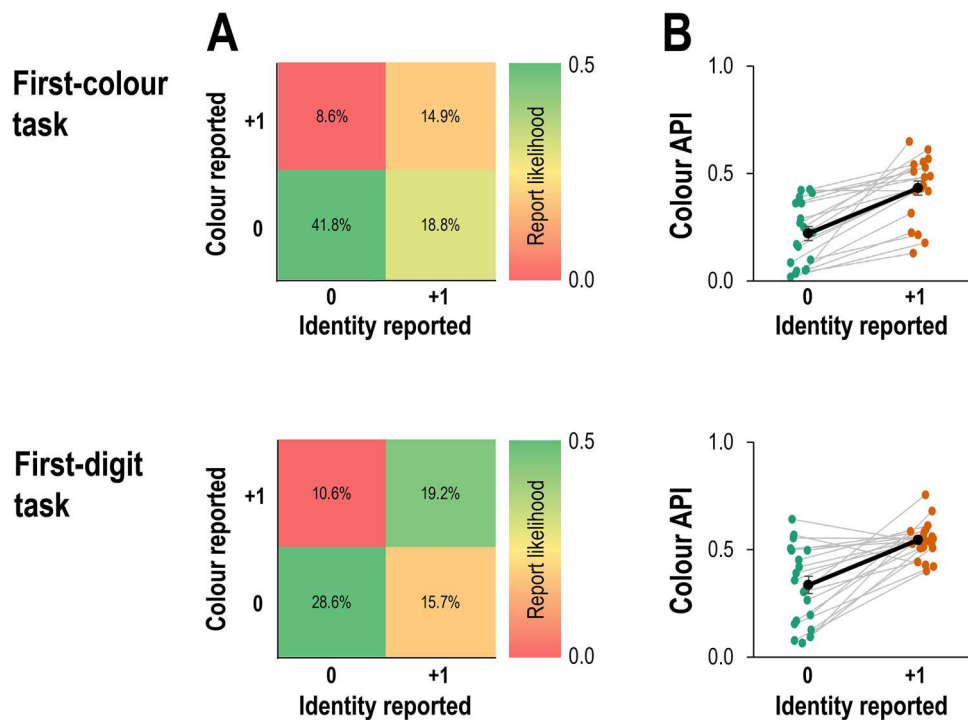 A
B
First-colour
task
Colour reported
+1
0
8.6%
14.9%
41.8%
18.8%
0
+1
Identity reported
Report likelihood
0.5
0.0
Colour API
1.0
0.5
0.0
0
+1
First-digit
task
Colour reported
+1
0
10.6%
19.2%
28.6%
15.7%
0
+1
Identity reported
Report likelihood
0.5
0.0
Colour API
1.0
0.5
0.0
0
+1
Identity reported